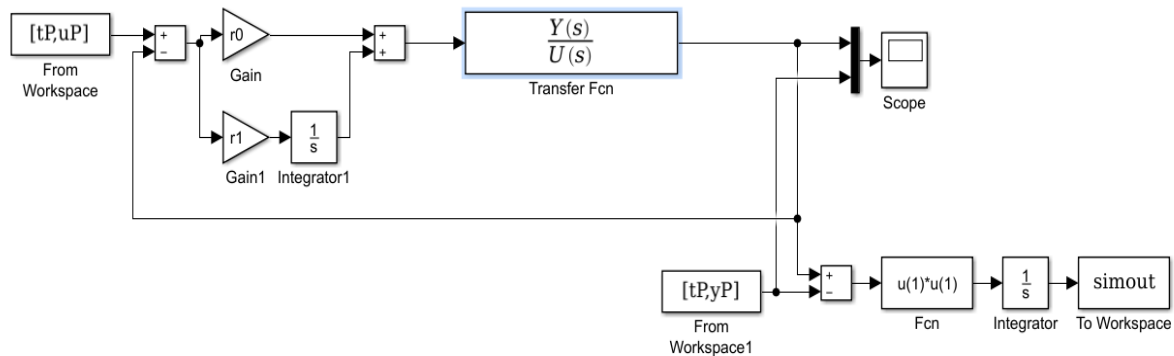 [tP,uP]
From
Workspace
+
−
r0
Gain
r1
Gain1
1
s
Integrator1
+
+
Y(s)
U(s)
Transfer Fcn
Scope
[tP,yP]
From
Workspace1
+
−
u(1)*u(1)
Fcn
1
s
Integrator
simout
To Workspace